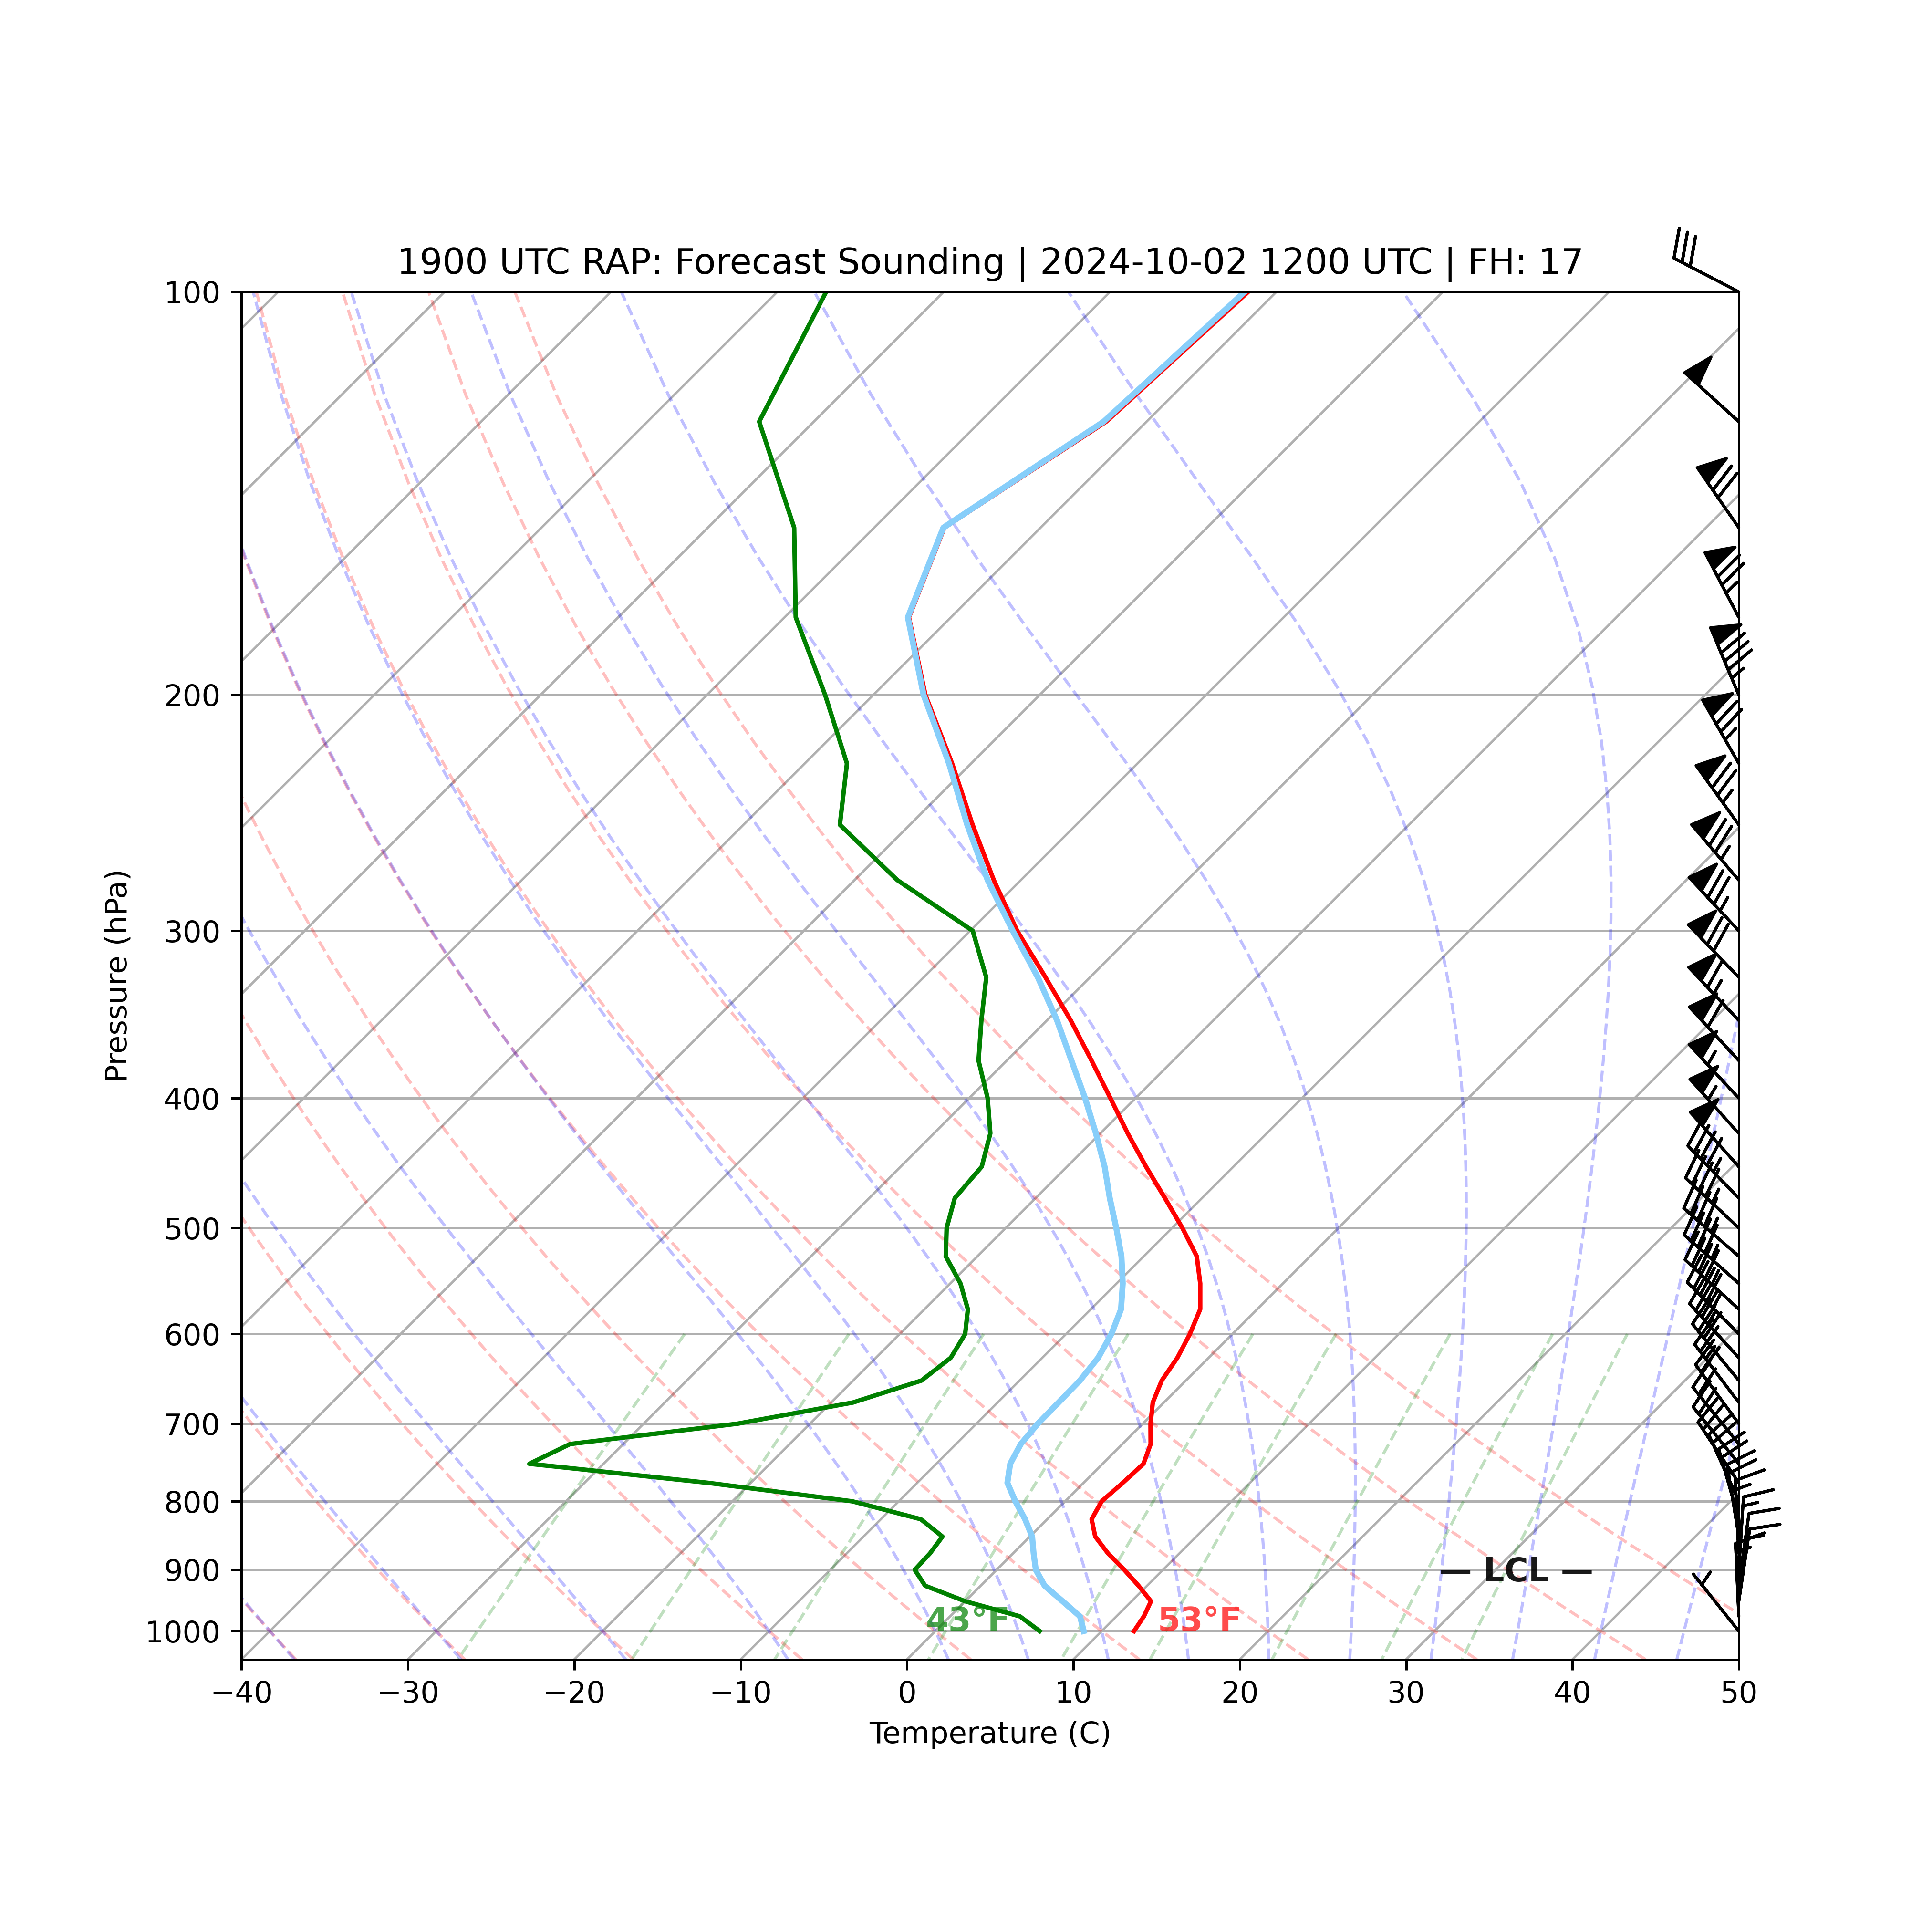 1900 UTC RAP: Forecast Sounding | 2024-10-02 1200 UTC | FH: 17
100
200
300
400
500
600
700
800
900
1000
Pressure (hPa)
— LCL —
43°F
53°F
−40 −30 −20 −10 0 10 20 30 40 50
Temperature (C)